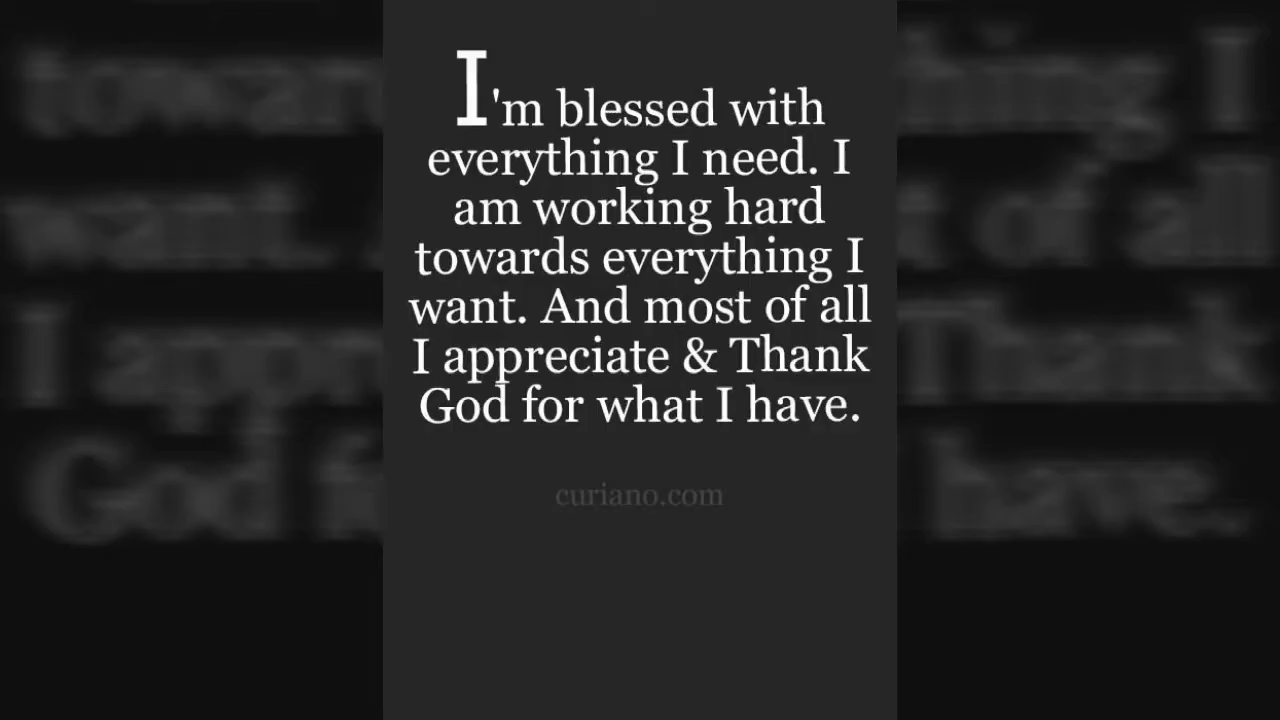 I'm blessed with
everything I need. I
am working hard
towards everything I
want. And most of all
I appreciate & Thank
God for what I have.
curiano.com